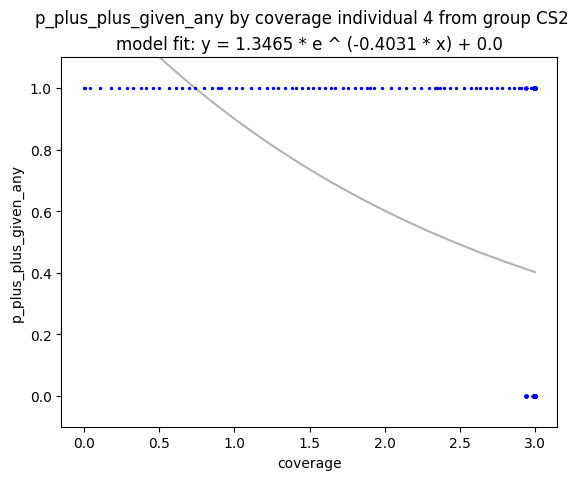 p_plus_plus_given_any by coverage individual 4 from group CS2
model fit: y = 1.3465 * e ^ (-0.4031 * x) + 0.0
1.0
0.8
0.6
0.4
0.2
0.0
p_plus_plus_given_any
0.0 0.5 1.0 1.5 2.0 2.5 3.0
coverage